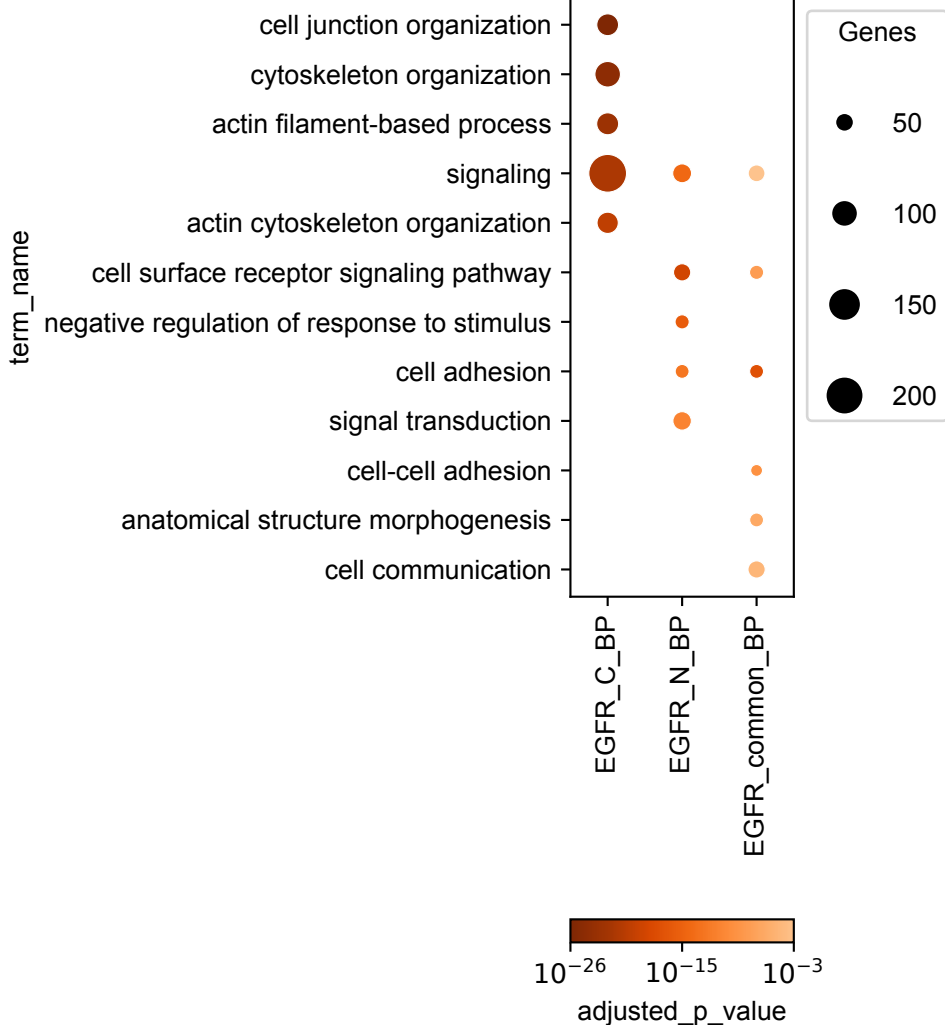 cell junction organization
cytoskeleton organization
actin filament-based process
signaling
actin cytoskeleton organization
cell surface receptor signaling pathway
negative regulation of response to stimulus
cell adhesion
signal transduction
cell-cell adhesion
anatomical structure morphogenesis
cell communication
term_name
EGFR_C_BP
EGFR_N_BP
EGFR_common_BP
Genes
50
100
150
200
10⁻²⁶ 10⁻¹⁵ 10⁻³
adjusted_p_value